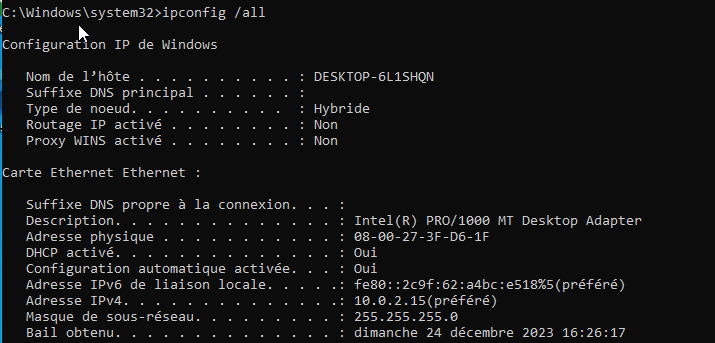 C:\Windows\system32>ipconfig /all
Configuration IP de Windows
Nom de l’hôte . . . . . . . . . . : DESKTOP-6L1SHQN
Suffixe DNS principal . . . . . . :
Type de noeud. . . . . . . . . .  : Hybride
Routage IP activé . . . . . . . . : Non
Proxy WINS activé . . . . . . . . : Non
Carte Ethernet Ethernet :
Suffixe DNS propre à la connexion. . . :
Description. . . . . . . . . . . . . . : Intel(R) PRO/1000 MT Desktop Adapter
Adresse physique . . . . . . . . . . . : 08-00-27-3F-D6-1F
DHCP activé. . . . . . . . . . . . . . : Oui
Configuration automatique activée. . . : Oui
Adresse IPv6 de liaison locale. . . . .: fe80::2c9f:62:a4bc:e518%5(préféré)
Adresse IPv4. . . . . . . . . . . . . .: 10.0.2.15(préféré)
Masque de sous-réseau. . . . . . . . . : 255.255.255.0
Bail obtenu. . . . . . . . . . . . . . : dimanche 24 décembre 2023 16:26:17